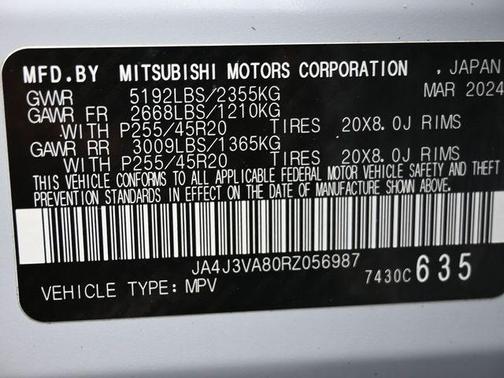 MFD.BY MITSUBISHI MOTORS CORPORATION , JAPAN
GVWR 5192LBS/2355KG MAR 2024
GAWR FR 2668LBS/1210KG
WITH P255/45R20 TIRES 20X8.0J RIMS
GAWR RR 3009LBS/1365KG
WITH P255/45R20 TIRES 20X8.0J RIMS
THIS VEHICLE CONFORMS TO ALL APPLICABLE FEDERAL MOTOR VEHICLE SAFETY AND THEFT
PREVENTION STANDARDS IN EFFECT ON THE DATE OF MANUFACTURE SHOWN ABOVE.
JA4J3VA80RZ056987
7430C 635
VEHICLE TYPE: MPV